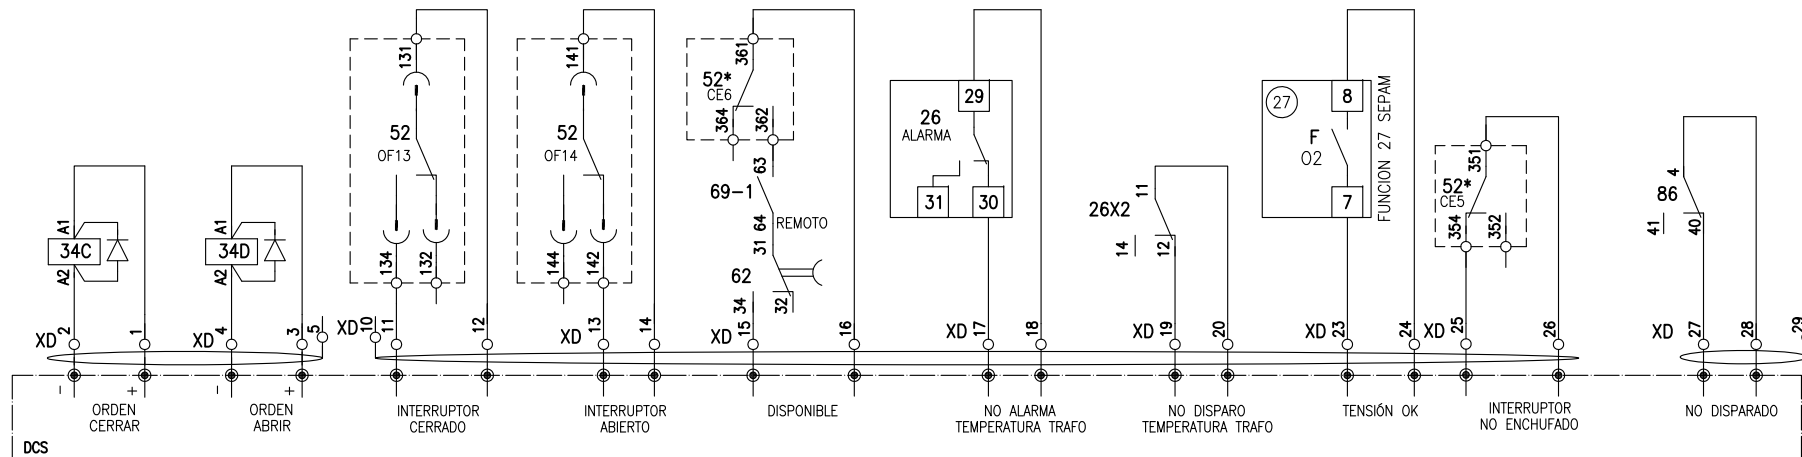 34C
A1
A2
XD
2
1
-
+
ORDEN
CERRAR
34D
A1
A2
XD
4
3
5
-
+
ORDEN
ABRIR
131
52
OF13
134
132
XD
10
11
12
INTERRUPTOR
CERRADO
141
52
OF14
144
142
XD
13
14
INTERRUPTOR
ABIERTO
361
52*
CE6
364
362
63
69-1
64
REMOTO
31
62
34
32
XD
15
16
DISPONIBLE
29
26
ALARMA
31
30
XD
17
18
NO ALARMA
TEMPERATURA TRAFO
11
26X2
14
12
XD
19
20
NO DISPARO
TEMPERATURA TRAFO
27
8
F
O2
7
FUNCION 27 SEPAM
XD
23
24
TENSIÓN OK
351
52*
CE5
354
352
XD
25
26
INTERRUPTOR
NO ENCHUFADO
4
86
41
40
XD
27
28
29
NO DISPARADO
DCS